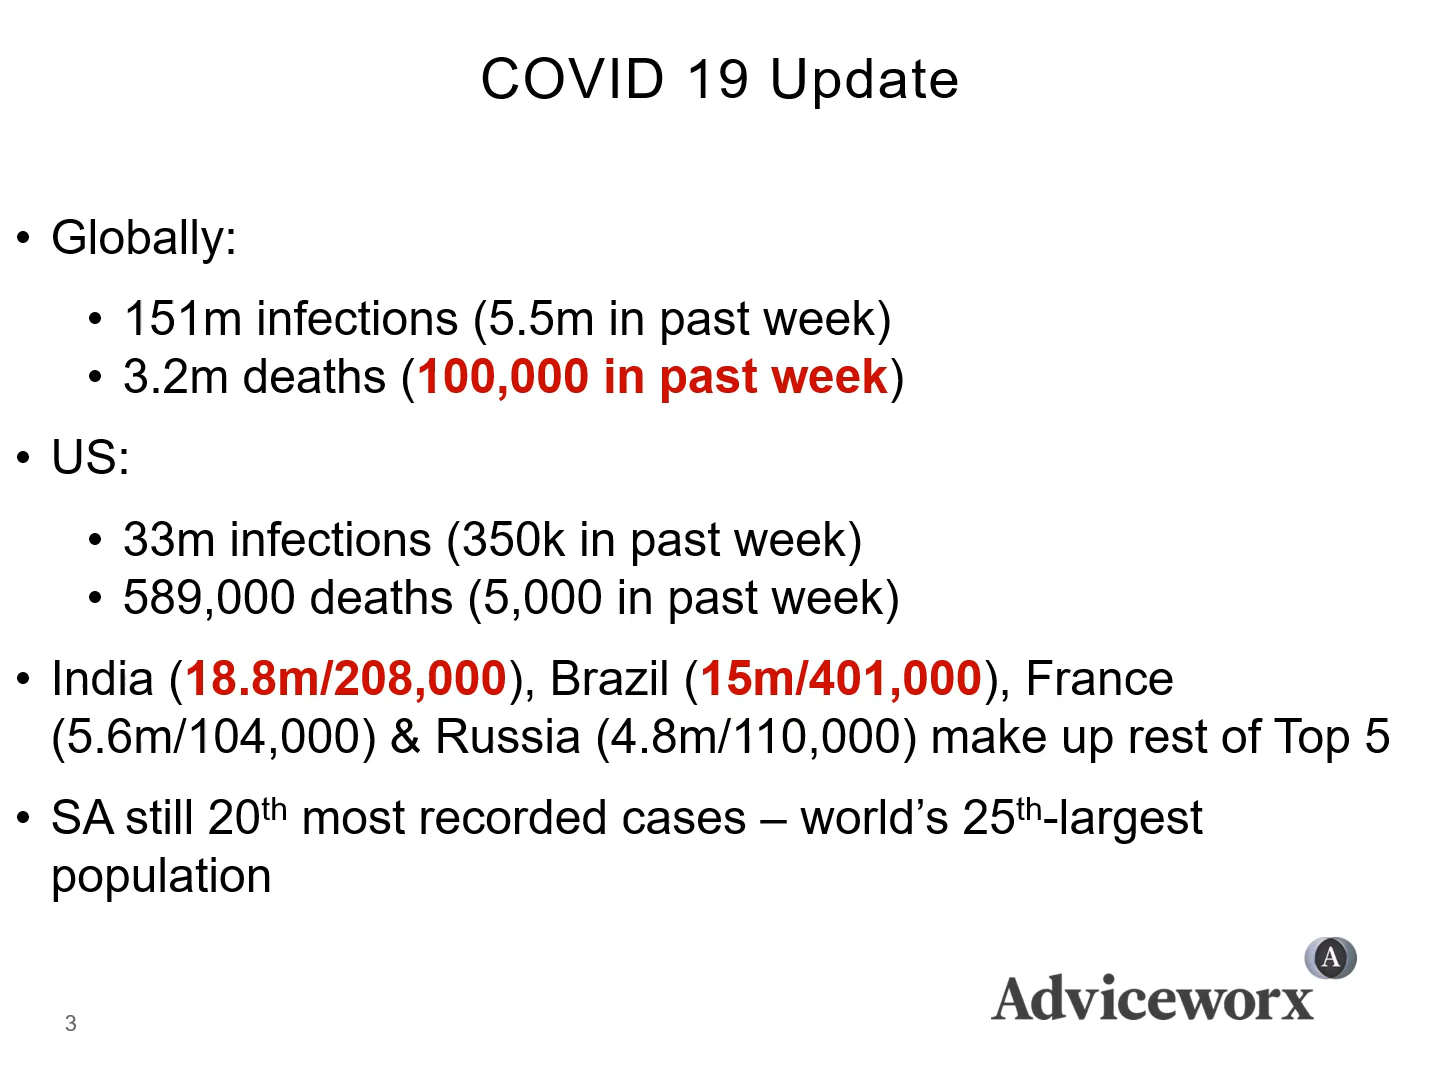 COVID 19 Update
• Globally:
• 151m infections (5.5m in past week)
• 3.2m deaths (100,000 in past week)
• US:
• 33m infections (350k in past week)
• 589,000 deaths (5,000 in past week)
• India (18.8m/208,000), Brazil (15m/401,000), France
(5.6m/104,000) & Russia (4.8m/110,000) make up rest of Top 5
• SA still 20th most recorded cases – world’s 25th-largest
population
A
Adviceworx
3